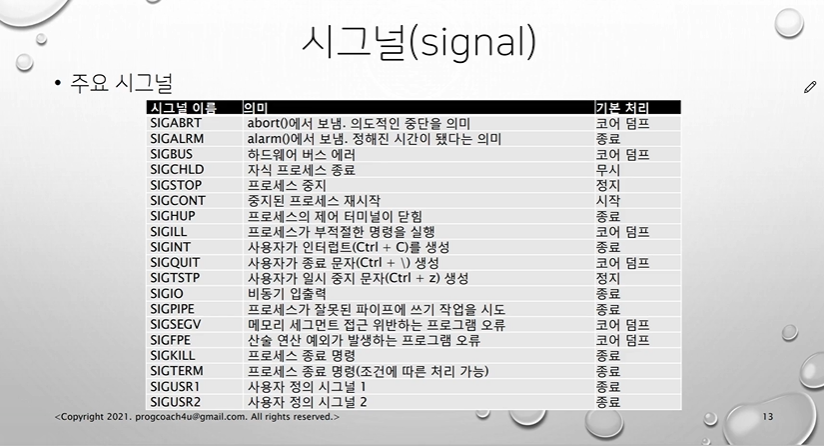 시그널(signal)
• 주요 시그널
시그널 이름 의미 기본 처리
SIGABRT abort()에서 보냄. 의도적인 중단을 의미 코어 덤프
SIGALRM alarm()에서 보냄. 정해진 시간이 됐다는 의미 종료
SIGBUS 하드웨어 버스 에러 코어 덤프
SIGCHLD 자식 프로세스 종료 무시
SIGSTOP 프로세스 중지 정지
SIGCONT 중지된 프로세스 재시작 시작
SIGHUP 프로세스의 제어 터미널이 닫힘 종료
SIGILL 프로세스가 부적절한 명령을 실행 코어 덤프
SIGINT 사용자가 인터럽트(Ctrl + C)를 생성 종료
SIGQUIT 사용자가 종료 문자(Ctrl + \) 생성 코어 덤프
SIGTSTP 사용자가 일시 중지 문자(Ctrl + z) 생성 정지
SIGIO 비동기 입출력 종료
SIGPIPE 프로세스가 잘못된 파이프에 쓰기 작업을 시도 종료
SIGSEGV 메모리 세그먼트 접근 위반하는 프로그램 오류 코어 덤프
SIGFPE 산술 연산 예외가 발생하는 프로그램 오류 코어 덤프
SIGKILL 프로세스 종료 명령 종료
SIGTERM 프로세스 종료 명령(조건에 따른 처리 가능) 종료
SIGUSR1 사용자 정의 시그널 1 종료
SIGUSR2 사용자 정의 시그널 2 종료
<Copyright 2021. progcoach4u@gmail.com. All rights reserved.> 13